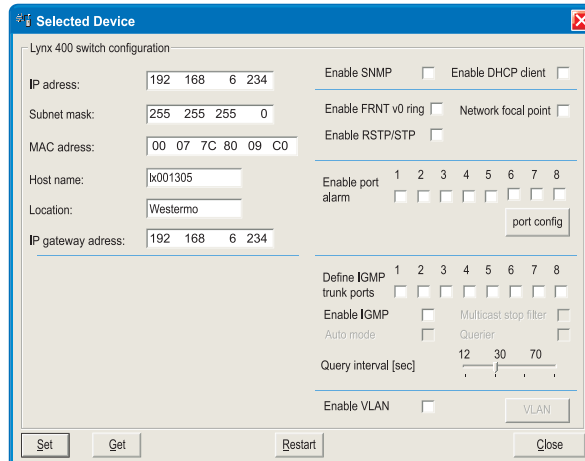 Selected Device
Lynx 400 switch configuration
IP adress: 192 168 6 234
Subnet mask: 255 255 255 0
MAC adress: 00 07 7C 80 09 C0
Host name: lx001305
Location: Westermo
IP gateway adress: 192 168 6 234
Enable SNMP Enable DHCP client
Enable FRNT v0 ring Network focal point
Enable RSTP/STP
1 2 3 4 5 6 7 8
Enable port
alarm
port config
1 2 3 4 5 6 7 8
Define IGMP
trunk ports
Enable IGMP Multicast stop filter
Auto mode Querier
12 30 70
Query interval [sec]
Enable VLAN VLAN
Set Get Restart Close